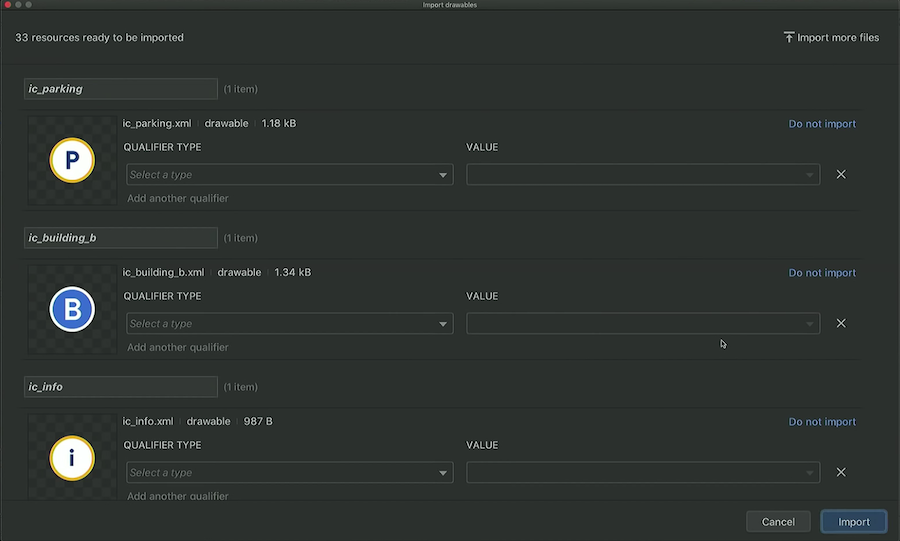 Import drawables
33 resources ready to be imported
Import more files
ic_parking (1 item)
ic_parking.xml drawable 1.18 kB Do not import
P
QUALIFIER TYPE VALUE
Select a type
Add another qualifier
ic_building_b (1 item)
ic_building_b.xml drawable 1.34 kB Do not import
B
QUALIFIER TYPE VALUE
Select a type
Add another qualifier
ic_info (1 item)
ic_info.xml drawable 987 B Do not import
i
QUALIFIER TYPE VALUE
Select a type
Add another qualifier
Cancel Import